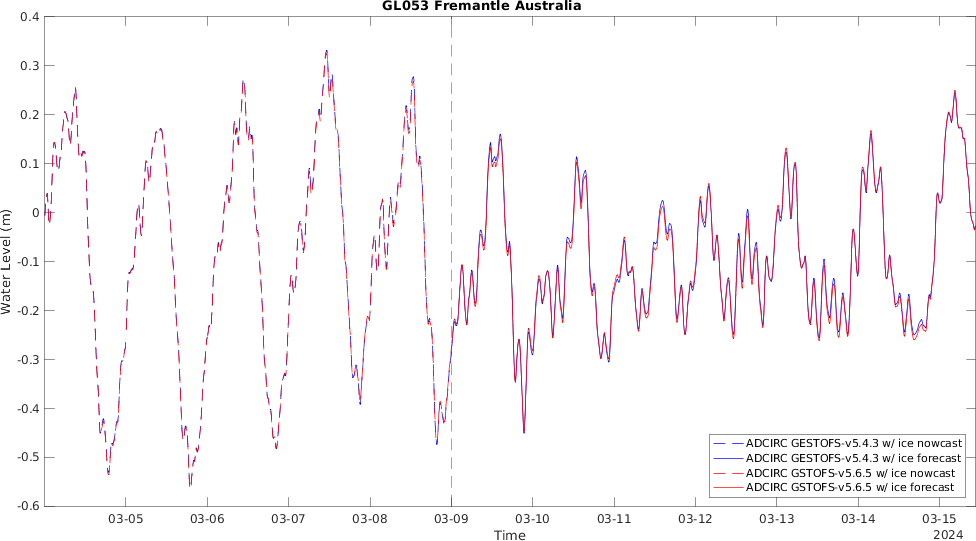 GL053 Fremantle Australia
0.4
0.3
0.2
0.1
0
-0.1
-0.2
-0.3
-0.4
-0.5
-0.6
Water Level (m)
ADCIRC GESTOFS-v5.4.3 w/ ice nowcast
ADCIRC GESTOFS-v5.4.3 w/ ice forecast
ADCIRC GSTOFS-v5.6.5 w/ ice nowcast
ADCIRC GSTOFS-v5.6.5 w/ ice forecast
03-05 03-06 03-07 03-08 03-09 03-10 03-11 03-12 03-13 03-14 03-15
Time
2024